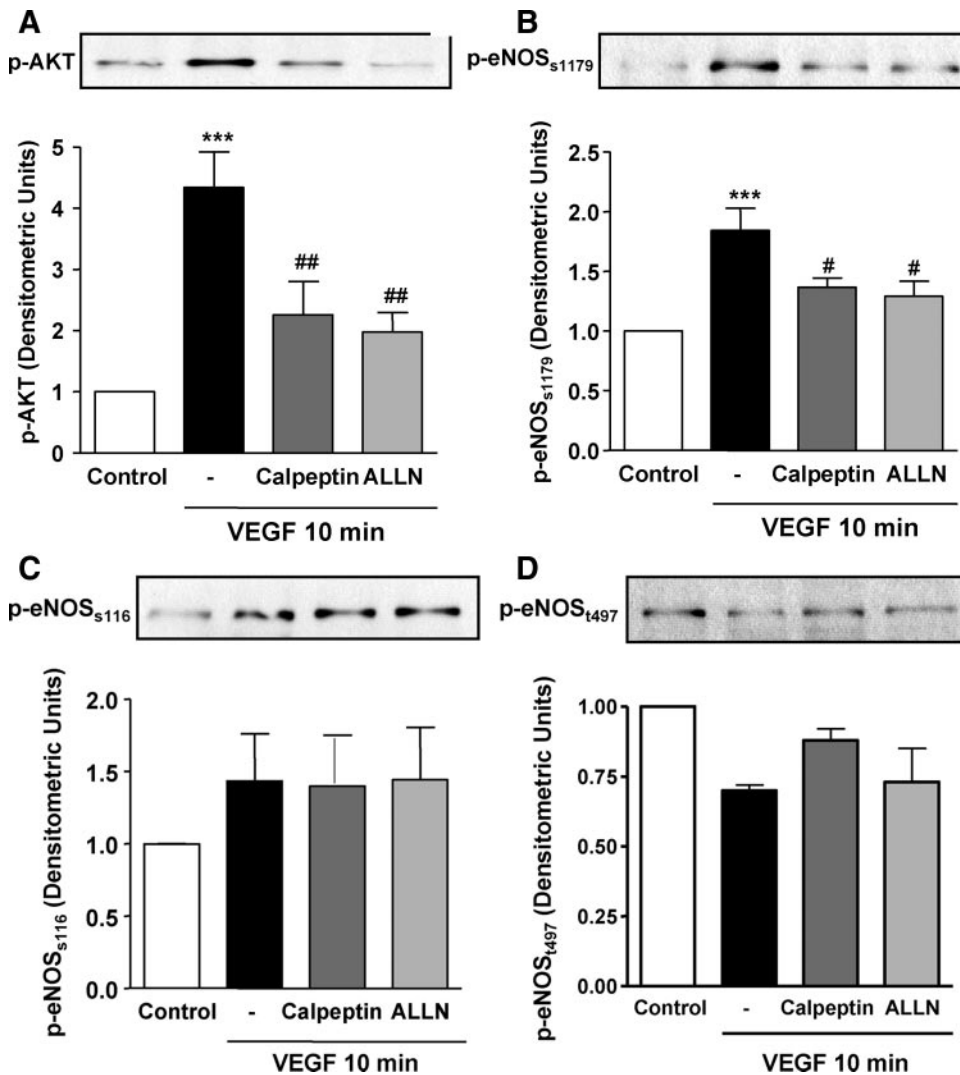 A
p-AKT
p-AKT (Densitometric Units)
5
4
3
2
1
0
***
##
##
Control - Calpeptin ALLN
VEGF 10 min
B
p-eNOSs1179
p-eNOSs1179 (Densitometric Units)
2.5
2.0
1.5
1.0
0.5
0.0
***
#
#
Control - Calpeptin ALLN
VEGF 10 min
C
p-eNOSs116
p-eNOSs116 (Densitometric Units)
2.0
1.5
1.0
0.5
0.0
Control - Calpeptin ALLN
VEGF 10 min
D
p-eNOSt497
p-eNOSt497 (Densitometric Units)
1.00
0.75
0.50
0.25
0.00
Control - Calpeptin ALLN
VEGF 10 min